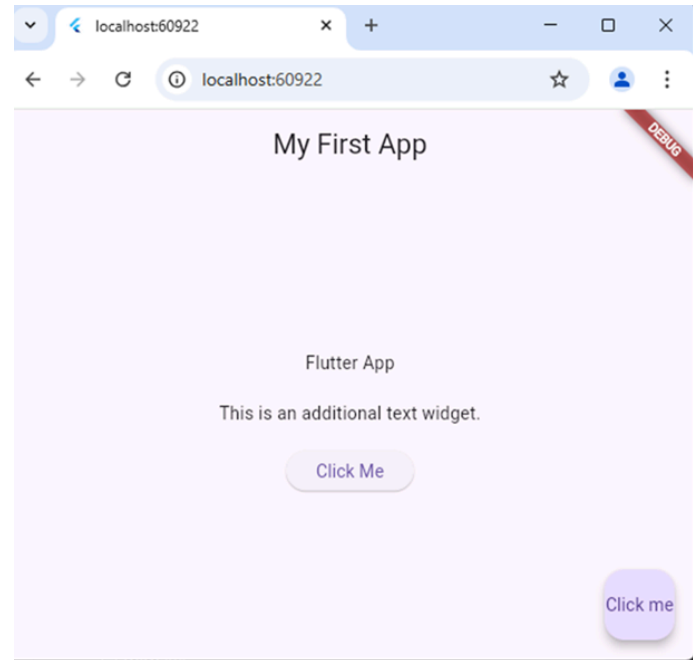 localhost:60922
localhost:60922
My First App
DEBUG
Flutter App
This is an additional text widget.
Click Me
Click me